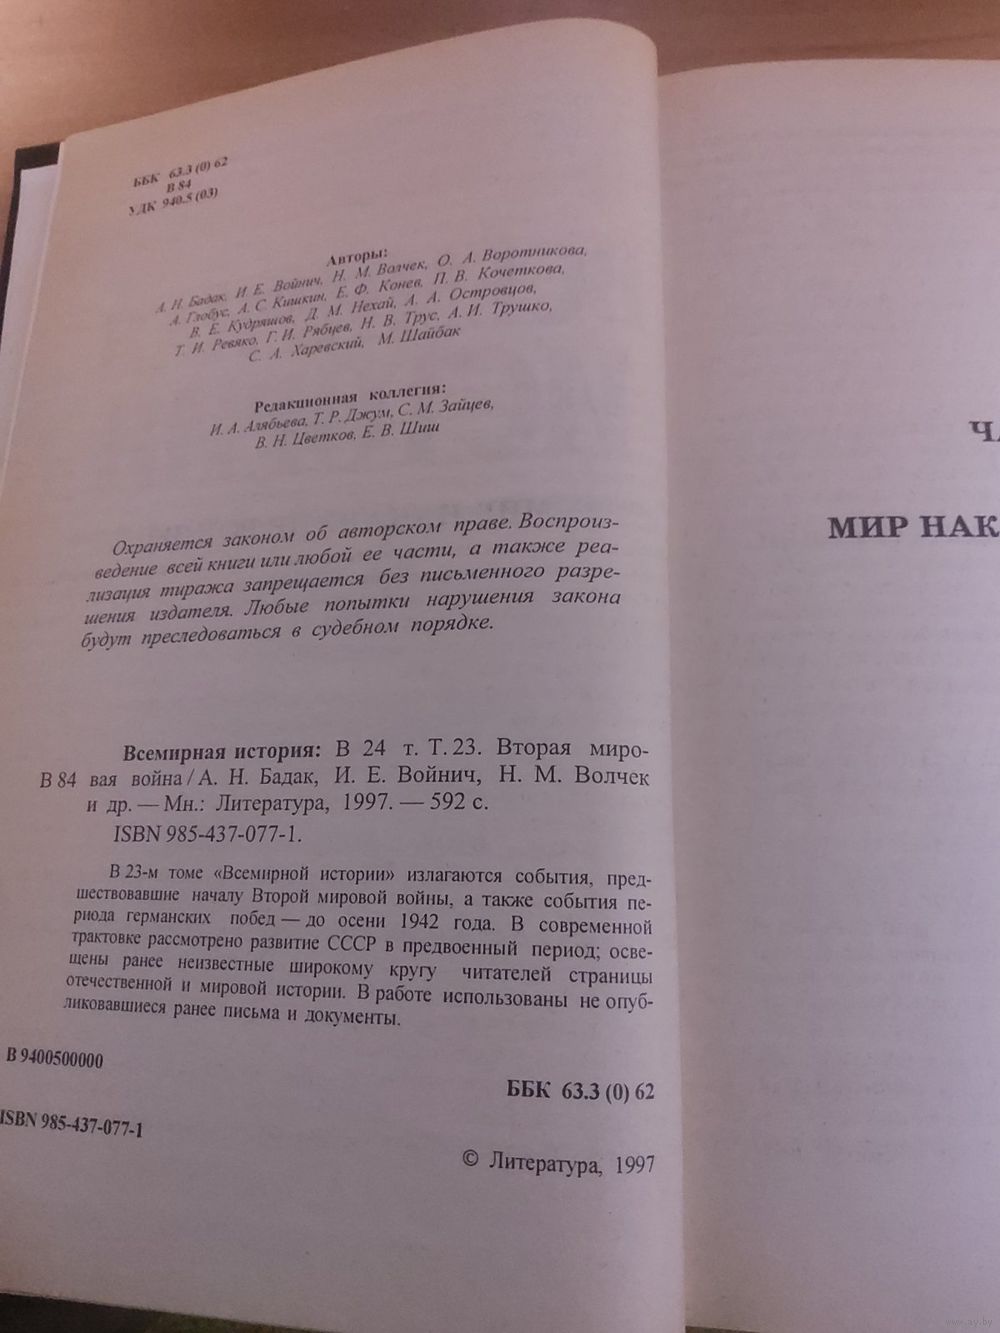 ББК 63.3 (0) 62
В 84
УДК 940.5 (03)
Авторы:
А. Н. Бадак, И. Е. Войнич, Н. М. Волчек, О. А. Воротникова,
А. Глобус, А. С. Кишкин, Е. Ф. Конев, П. В. Кочеткова,
В. Е. Кудряшов, Д. М. Нехай, А. А. Островцов,
Т. И. Ревяко, Г. И. Рябцев, Н. В. Трус, А. И. Трушко,
С. А. Харевский, М. Шайбак
Редакционная коллегия:
И. А. Алябьева, Т. Р. Джум, С. М. Зайцев,
В. Н. Цветков, Е. В. Шиш
Охраняется законом об авторском праве. Воспроиз-
ведение всей книги или любой ее части, а также реа-
лизация тиража запрещается без письменного разре-
шения издателя. Любые попытки нарушения закона
будут преследоваться в судебном порядке.
Всемирная история: В 24 т. Т. 23. Вторая миро-
В 84 вая война / А. Н. Бадак, И. Е. Войнич, Н. М. Волчек
и др. — Мн.: Литература, 1997. — 592 с.
ISBN 985-437-077-1.
В 23-м томе «Всемирной истории» излагаются события, пред-
шествовавшие началу Второй мировой войны, а также события пе-
риода германских побед — до осени 1942 года. В современной
трактовке рассмотрено развитие СССР в предвоенный период; осве-
щены ранее неизвестные широкому кругу читателей страницы
отечественной и мировой истории. В работе использованы не опуб-
ликовавшиеся ранее письма и документы.
В 9400500000
ББК 63.3 (0) 62
ISBN 985-437-077-1
© Литература, 1997
ЧА
МИР НАК
www.ay.by